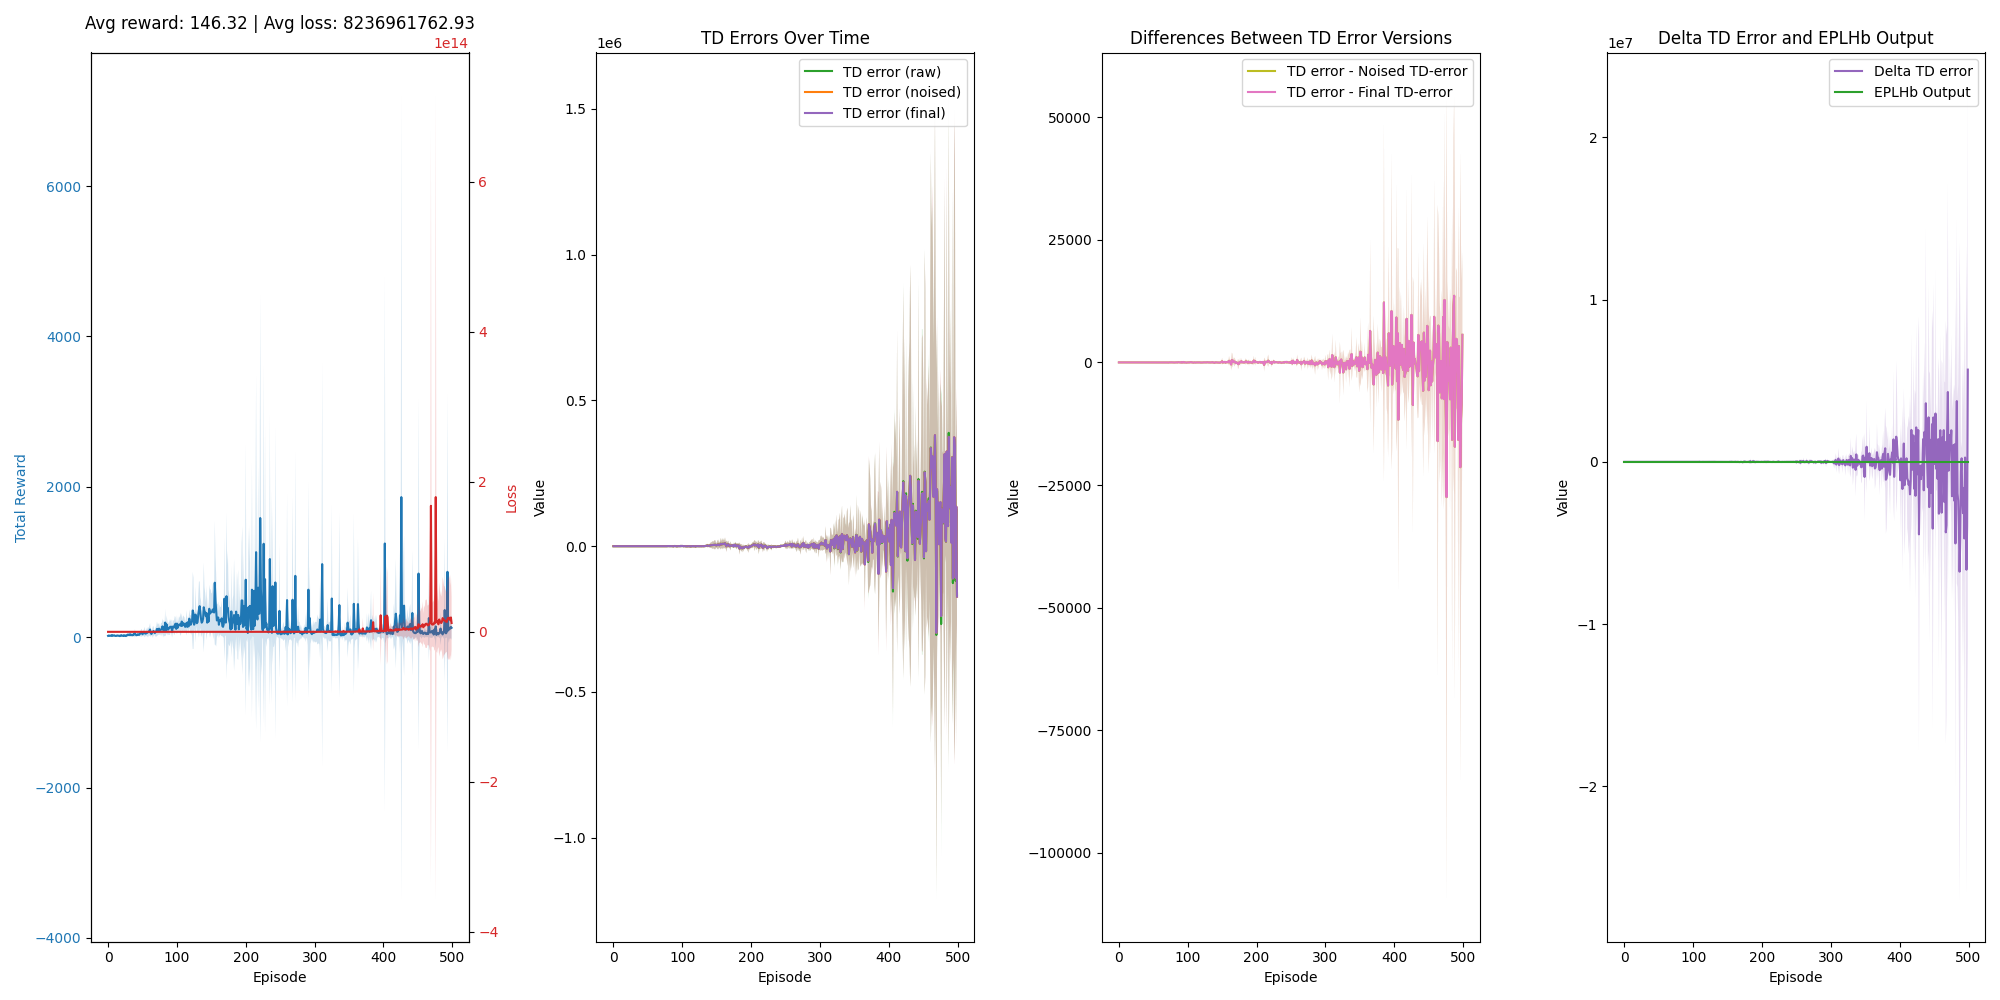 Avg reward: 146.32 | Avg loss: 8236961762.93
1e14
6000
4000
2000
0
−2000
−4000
Total Reward
6
4
2
0
−2
−4
Loss
0 100 200 300 400 500
Episode
TD Errors Over Time
1e6
TD error (raw)
TD error (noised)
TD error (final)
1.5
1.0
0.5
0.0
−0.5
−1.0
Value
0 100 200 300 400 500
Episode
Differences Between TD Error Versions
TD error - Noised TD-error
TD error - Final TD-error
50000
25000
0
−25000
−50000
−75000
−100000
Value
0 100 200 300 400 500
Episode
Delta TD Error and EPLHb Output
1e7
Delta TD error
EPLHb Output
2
1
0
−1
−2
Value
0 100 200 300 400 500
Episode